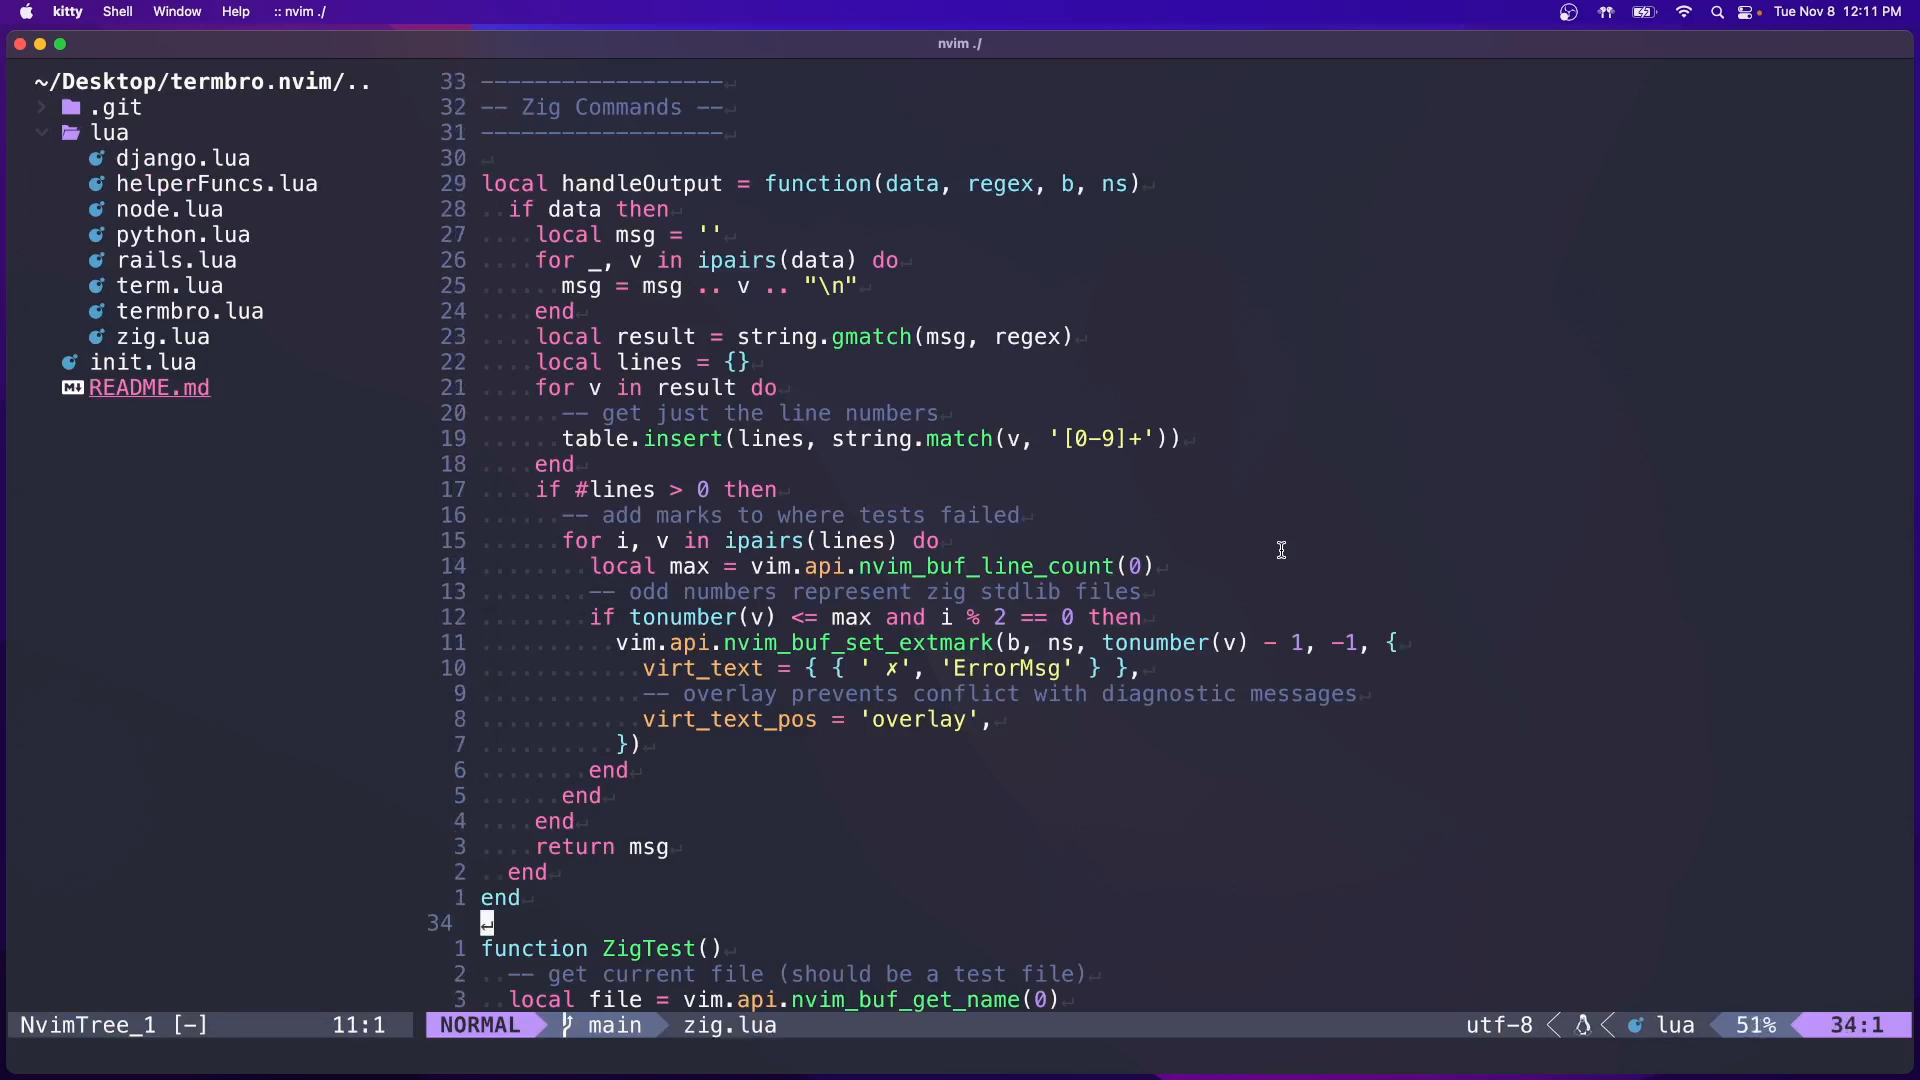 kitty Shell Window Help :: nvim ./ Tue Nov 8 12:11 PM
nvim ./
~/Desktop/termbro.nvim/..
.git
lua
django.lua
helperFuncs.lua
node.lua
python.lua
rails.lua
term.lua
termbro.lua
zig.lua
init.lua
README.md
33 ------------------↵
32 -- Zig Commands --↵
31 ------------------↵
30 ↵
29 local handleOutput = function(data, regex, b, ns)↵
28 ..if data then↵
27 ....local msg = ''↵
26 ....for _, v in ipairs(data) do↵
25 ......msg = msg .. v .. "\n"↵
24 ....end↵
23 ....local result = string.gmatch(msg, regex)↵
22 ....local lines = {}↵
21 ....for v in result do↵
20 ......-- get just the line numbers↵
19 ......table.insert(lines, string.match(v, '[0-9]+'))↵
18 ....end↵
17 ....if #lines > 0 then↵
16 ......-- add marks to where tests failed↵
15 ......for i, v in ipairs(lines) do↵
14 ........local max = vim.api.nvim_buf_line_count(0)↵
13 ........-- odd numbers represent zig stdlib files↵
12 ........if tonumber(v) <= max and i % 2 == 0 then↵
11 ..........vim.api.nvim_buf_set_extmark(b, ns, tonumber(v) - 1, -1, {↵
10 ............virt_text = { { ' ✗', 'ErrorMsg' } },↵
9 ............-- overlay prevents conflict with diagnostic messages↵
8 ............virt_text_pos = 'overlay',↵
7 ..........})↵
6 ........end↵
5 ......end↵
4 ....end↵
3 ....return msg↵
2 ..end↵
1 end↵
34 ↵
1 function ZigTest()↵
2 ..-- get current file (should be a test file)↵
3 ..local file = vim.api.nvim_buf_get_name(0)↵
NvimTree_1 [-] 11:1 NORMAL main zig.lua utf-8 lua 51% 34:1